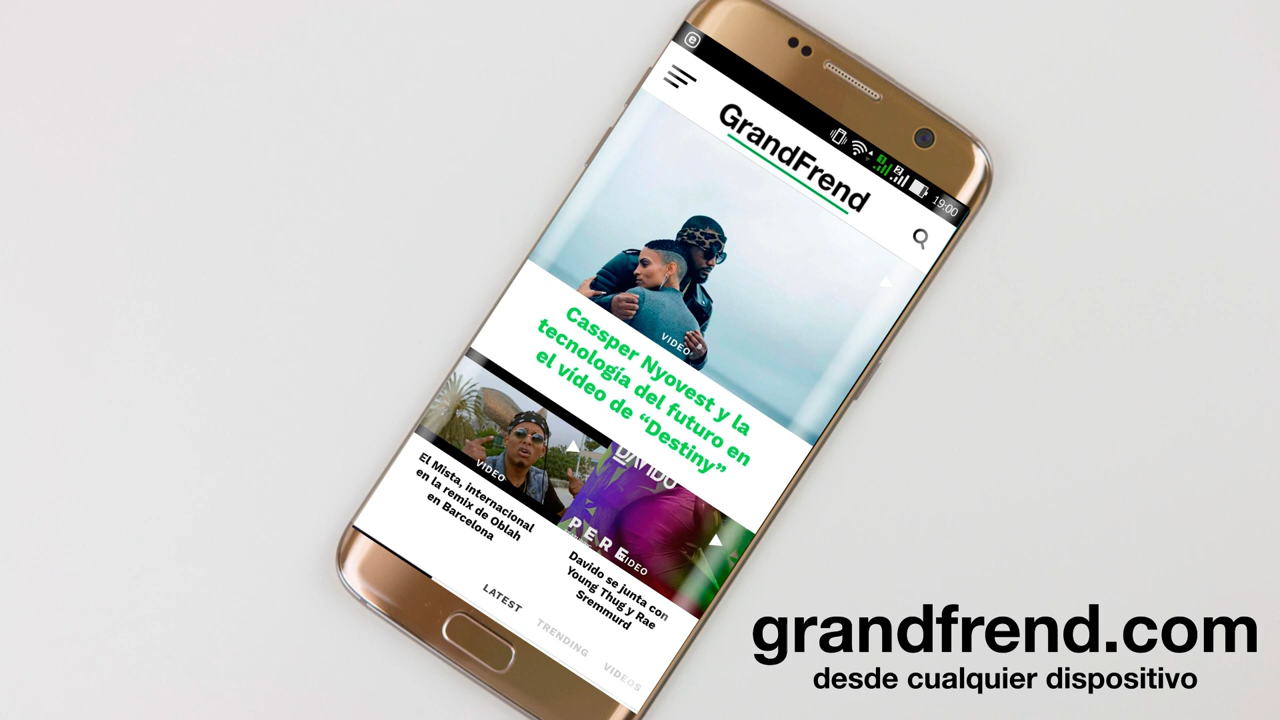 19:00
GrandFrend
VIDEO
Cassper Nyovest y la
tecnología del futuro en
el vídeo de “Destiny”
VIDEO
El Mista, internacional
en la remix de Oblah
en Barcelona
DAVIDO
RERE
VIDEO
Davido se junta con
Young Thug y Rae
Sremmurd
LATEST
TRENDING
VIDEOS
grandfrend.com
desde cualquier dispositivo